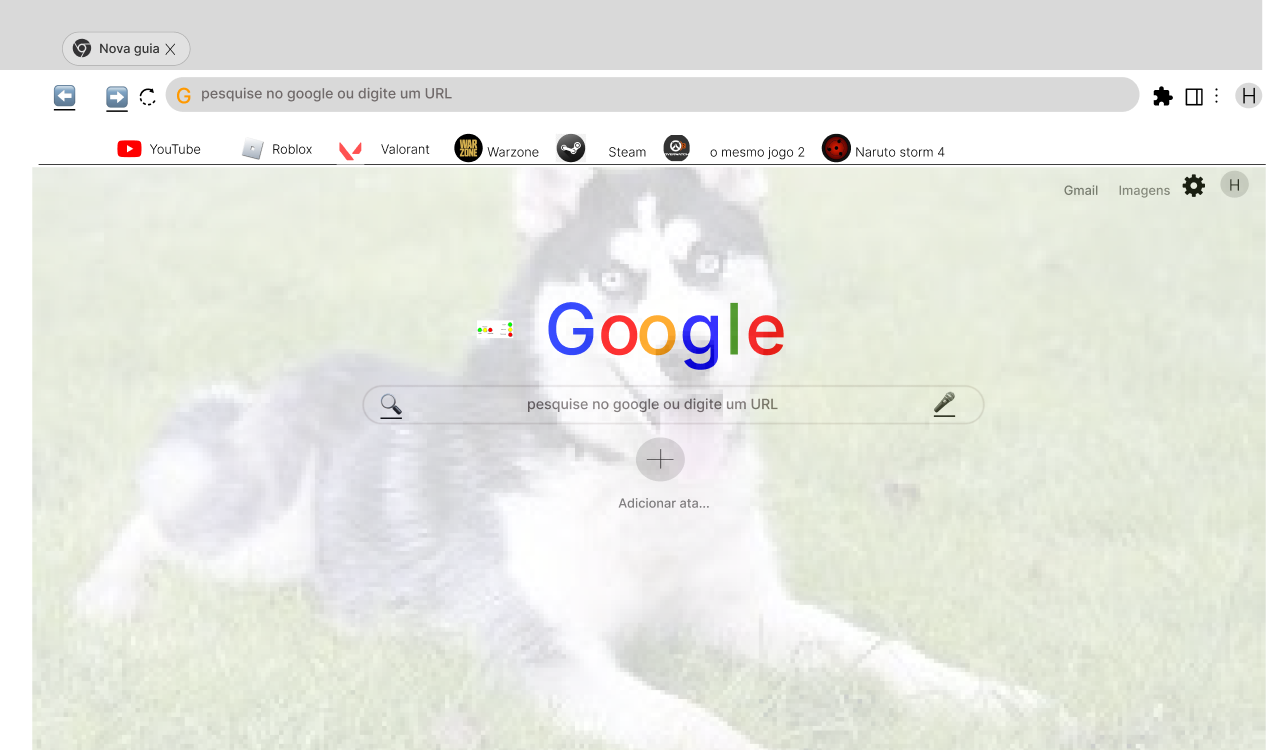 Nova guia
G pesquise no google ou digite um URL
H
YouTube Roblox Valorant WARZONE Warzone Steam o mesmo jogo 2 Naruto storm 4
Gmail Imagens H
Google
pesquise no google ou digite um URL
Adicionar ata...